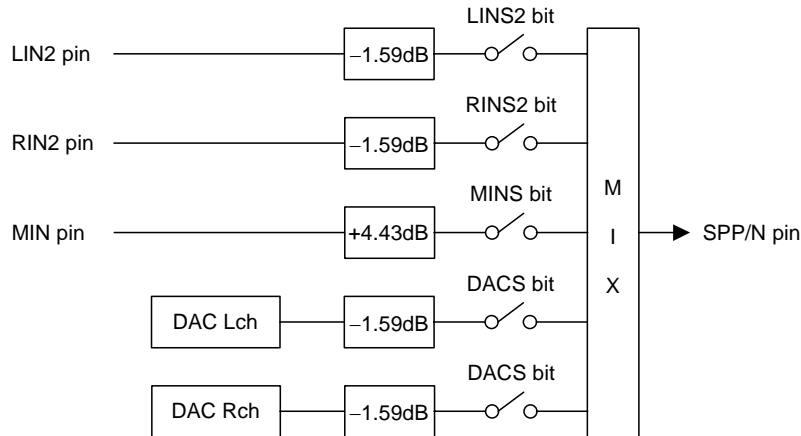 LINS2 bit
LIN2 pin
−1.59dB
RINS2 bit
RIN2 pin
−1.59dB
MINS bit
MIN pin
+4.43dB
M
I
X
SPP/N pin
DACS bit
DAC Lch
−1.59dB
DACS bit
DAC Rch
−1.59dB